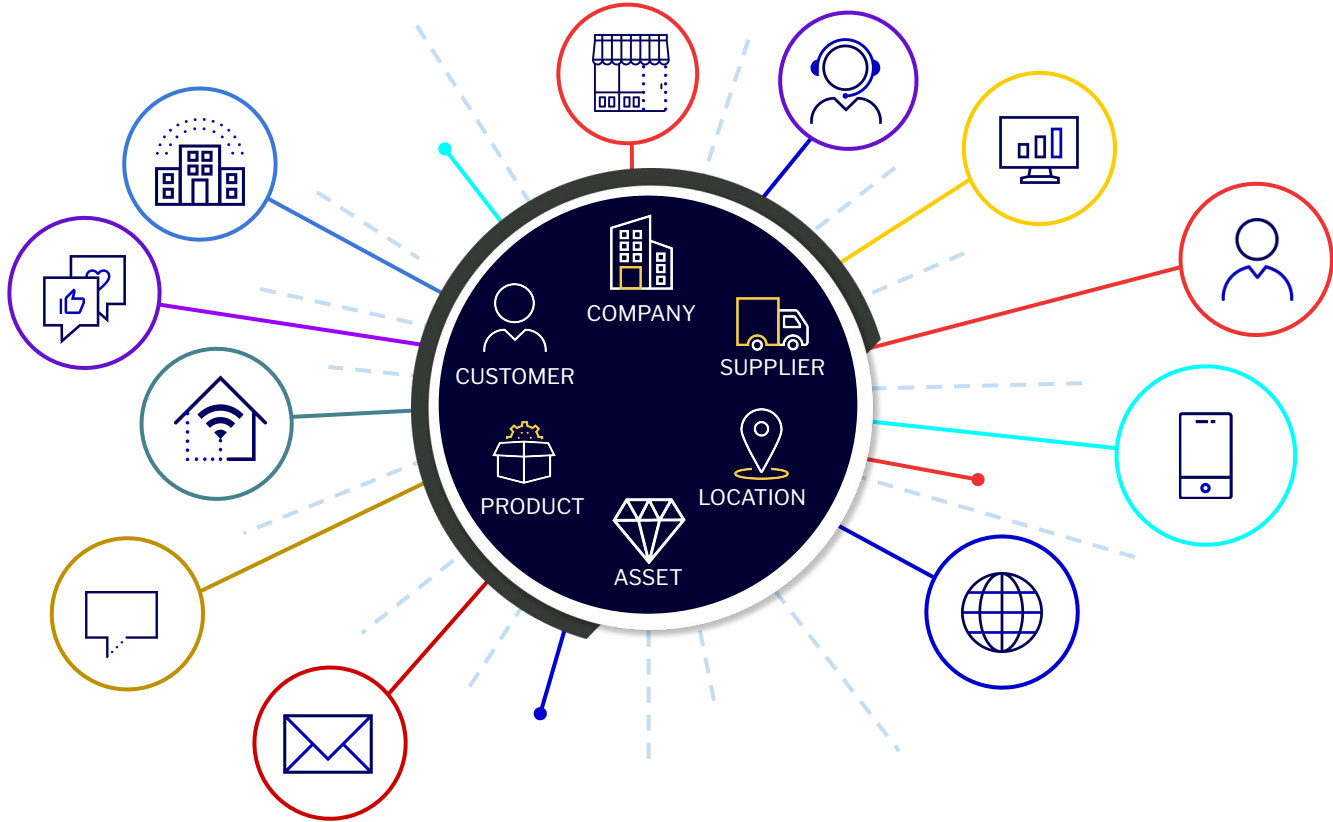 COMPANY
CUSTOMER
SUPPLIER
PRODUCT
LOCATION
ASSET